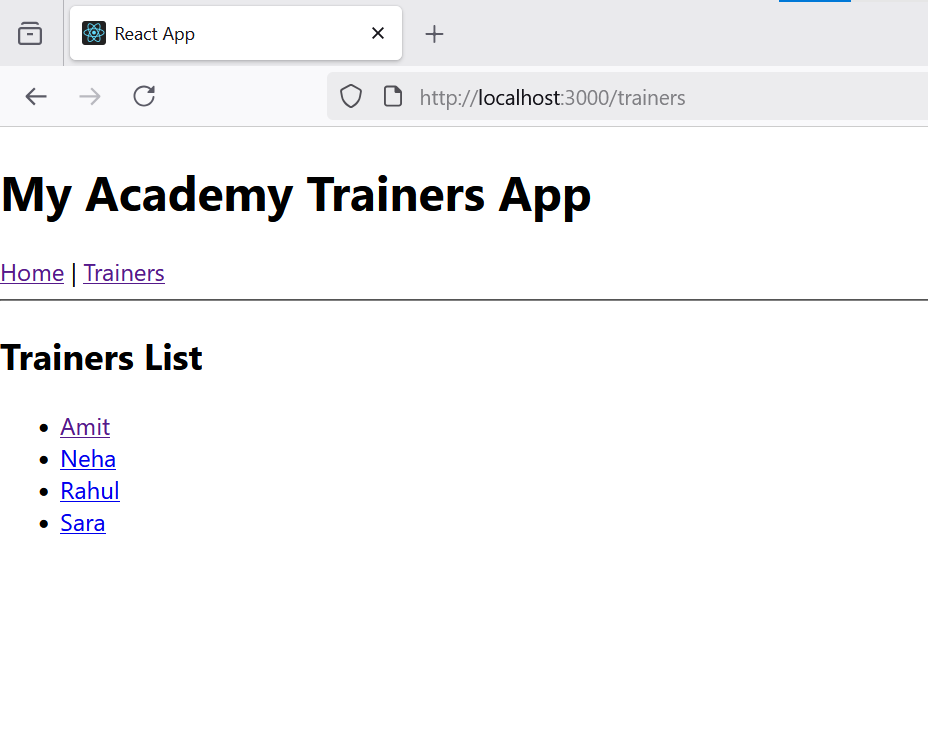 React App
http://localhost:3000/trainers
My Academy Trainers App
Home | Trainers
Trainers List
Amit
Neha
Rahul
Sara